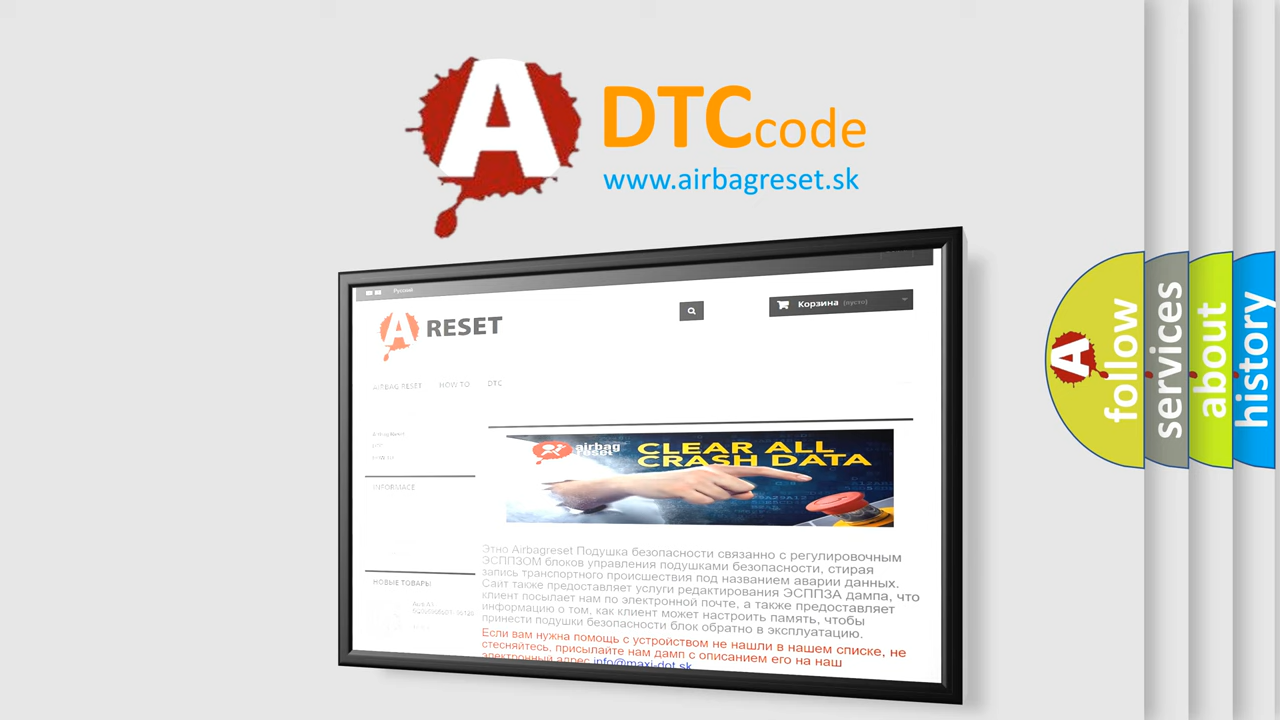 A
DTCcode
www.airbagreset.sk
Русский
A RESET
Корзина (пусто)
AIRBAG RESET HOW TO DTC
INFORMACE
airbag
reset
CLEAR ALL
CRASH DATA
НОВЫЕ ТОВАРЫ
Этно Airbagreset Подушка безопасности связанно с регулировочным
ЭСППЗОМ блоков управления подушками безопасности, стирая
запись транспортного происшествия под названием аварии данных.
Сайт также предоставляет услуги редактирования ЭСППЗА дампа, что
клиент посылает нам по электронной почте, а также предоставляет
информацию о том, как клиент может настроить память, чтобы
принести подушки безопасности блок обратно в эксплуатацию.
Если вам нужна помощь с устройством не нашли в нашем списке, не
стесняйтесь, присылайте нам дамп с описанием его на наш
электронный адрес info@maxi-dot.sk
A
follow
services
about
history